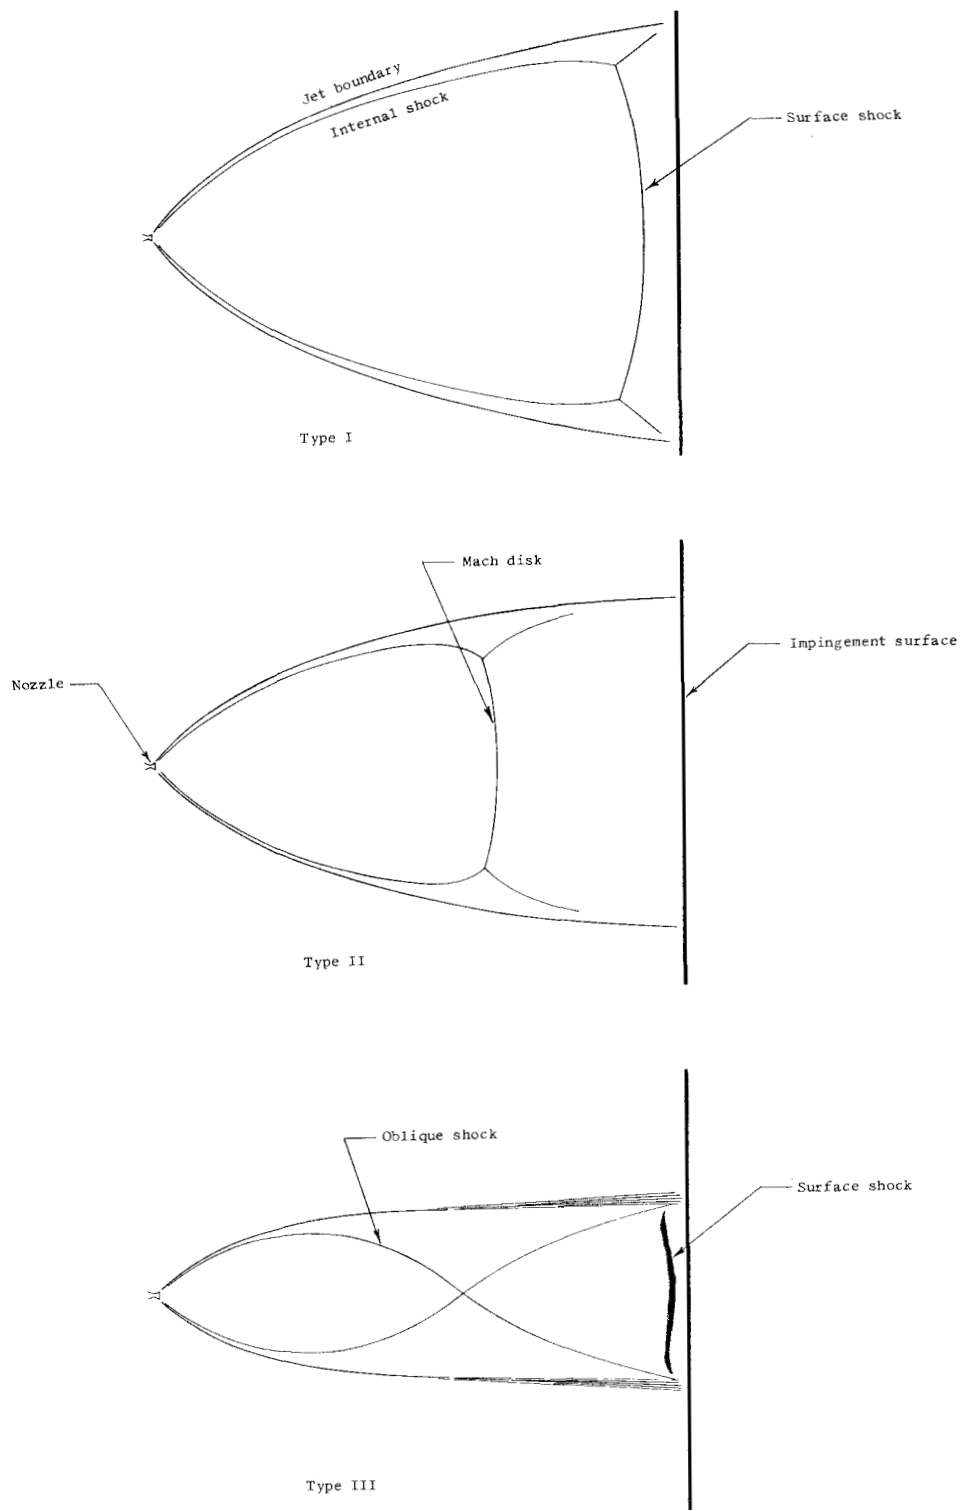 Jet boundary
Internal shock
Surface shock
Type I
Mach disk
Impingement surface
Nozzle
Type II
Oblique shock
Surface shock
Type III